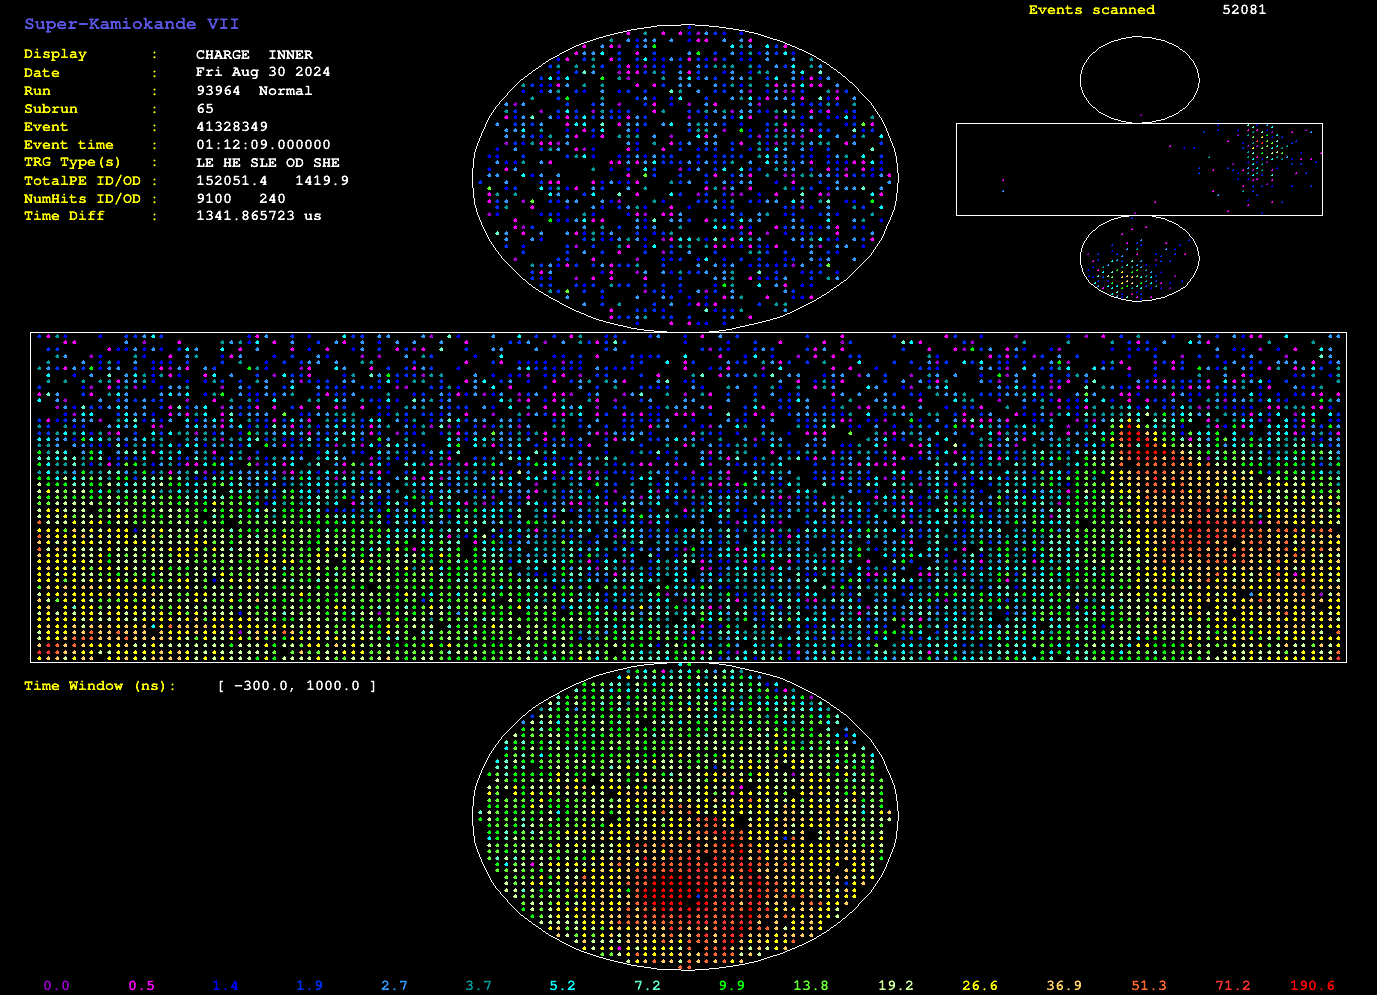 Super-Kamiokande VII
Events scanned 52081
Display : CHARGE INNER
Date : Fri Aug 30 2024
Run : 93964 Normal
Subrun : 65
Event : 41328349
Event time : 01:12:09.000000
TRG Type(s) : LE HE SLE OD SHE
TotalPE ID/OD : 152051.4 1419.9
NumHits ID/OD : 9100 240
Time Diff : 1341.865723 us
Time Window (ns): [ -300.0, 1000.0 ]
0.0 0.5 1.4 1.9 2.7 3.7 5.2 7.2 9.9 13.8 19.2 26.6 36.9 51.3 71.2 190.6